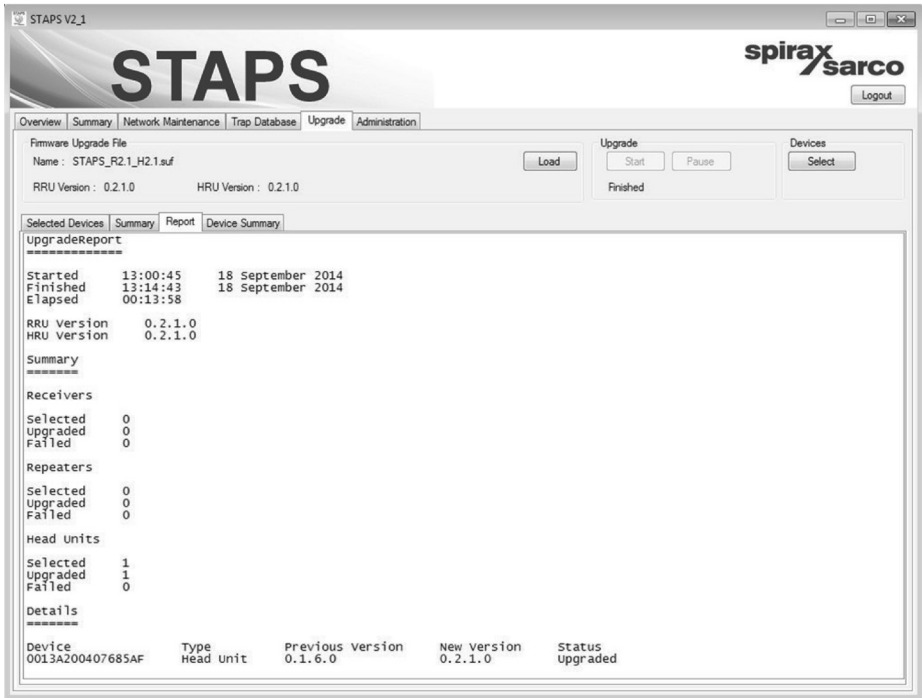 STAPS V2_1
STAPS
spirax
sarco
Logout
Overview Summary Network Maintenance Trap Database Upgrade Administration
Firmware Upgrade File
Name : STAPS_R2.1_H2.1.suf
Load
RRU Version : 0.2.1.0 HRU Version : 0.2.1.0
Upgrade
Start Pause
Finished
Devices
Select
Selected Devices Summary Report Device Summary
UpgradeReport
=============
Started 13:00:45 18 September 2014
Finished 13:14:43 18 September 2014
Elapsed 00:13:58
RRU Version 0.2.1.0
HRU Version 0.2.1.0
Summary
=======
Receivers
Selected 0
Upgraded 0
Failed 0
Repeaters
Selected 0
Upgraded 0
Failed 0
Head Units
Selected 1
Upgraded 1
Failed 0
Details
=======
Device Type Previous Version New Version Status
0013A200407685AF Head Unit 0.1.6.0 0.2.1.0 Upgraded